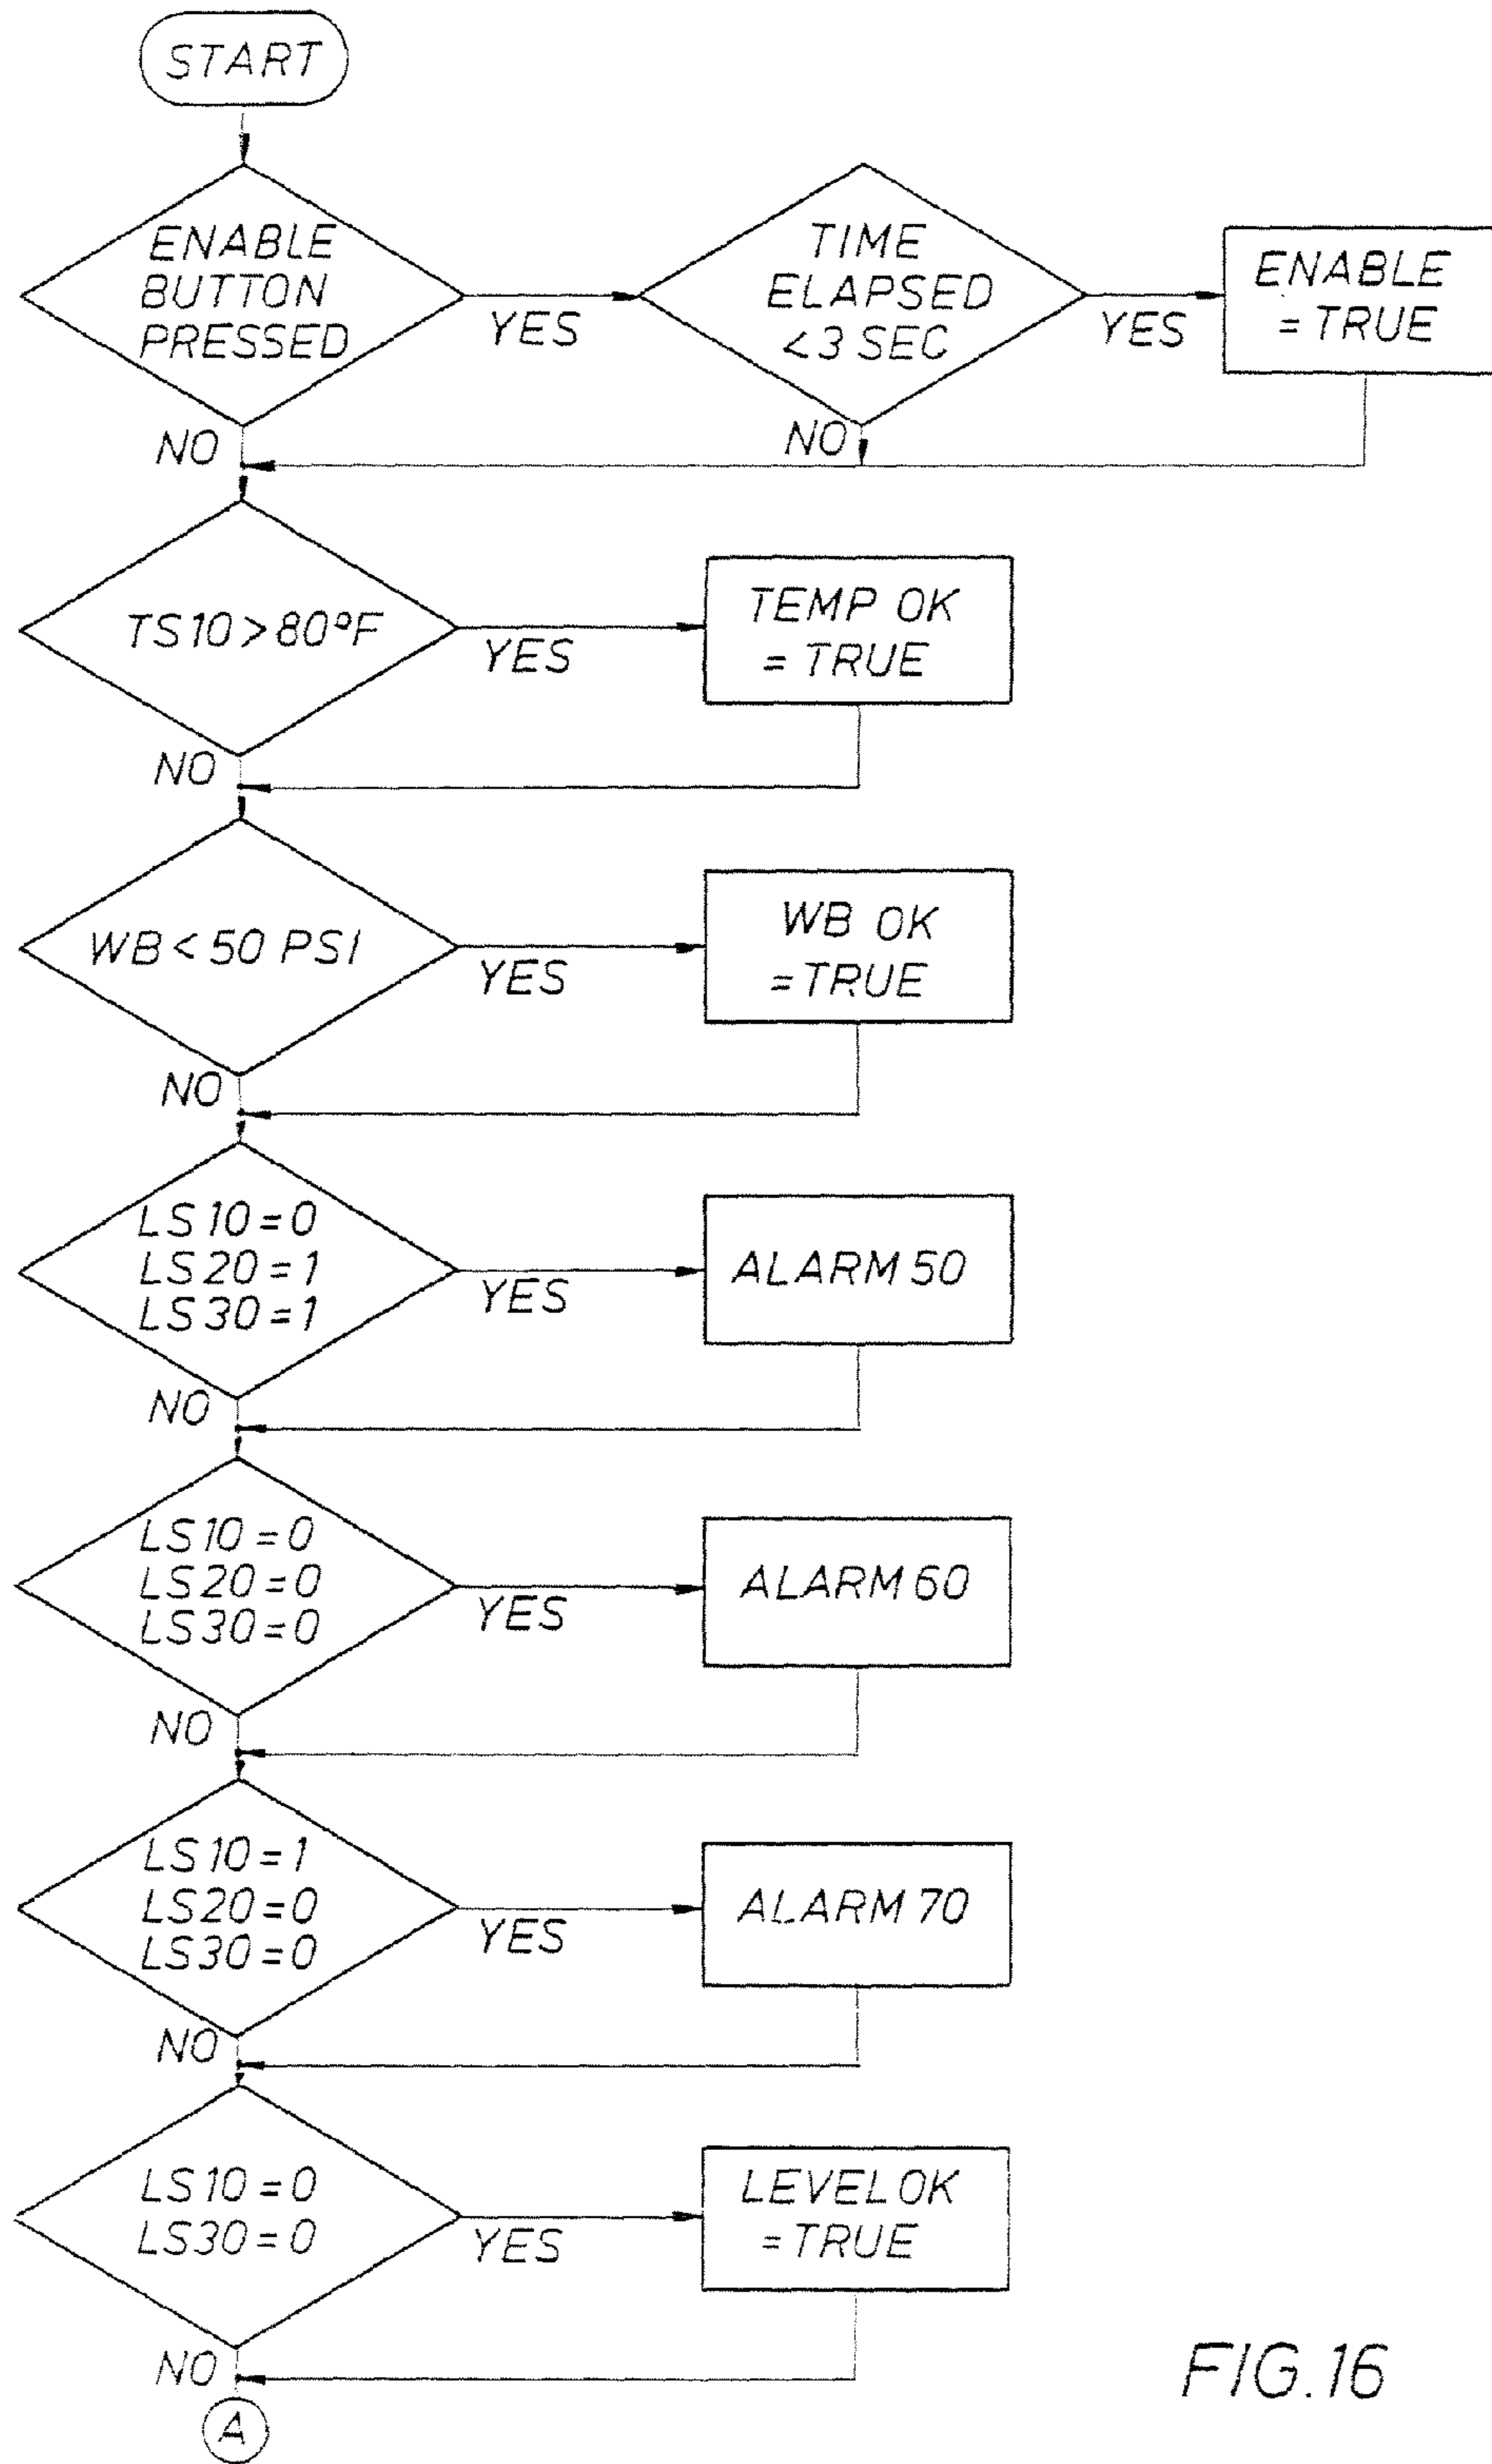 START
ENABLE
BUTTON
PRESSED
YES
TIME
ELAPSED
<3 SEC
YES
ENABLE
= TRUE
NO
NO
TS10>80°F
YES
TEMP OK
= TRUE
NO
WB<50 PSI
YES
WB OK
=TRUE
NO
LS10=0
LS20=1
LS30=1
YES
ALARM 50
NO
LS10=0
LS20=0
LS30=0
YES
ALARM 60
NO
LS10=1
LS20=0
LS30=0
YES
ALARM 70
NO
LS10=0
LS30=0
YES
LEVEL OK
=TRUE
NO
A
FIG.16